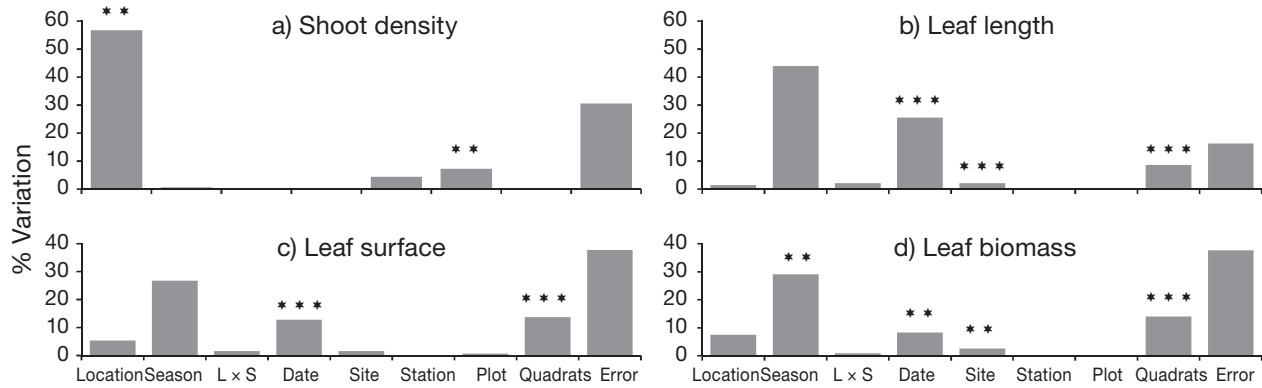 % Variation
a) Shoot density
60
50
40
30
20
10
0
* *
* *
b) Leaf length
60
50
40
30
20
10
0
* * *
* * *
* * *
c) Leaf surface
40
30
20
10
0
* * *
* * *
Location Season L × S Date Site Station Plot Quadrats Error
d) Leaf biomass
40
30
20
10
0
* *
* *
* *
* * *
Location Season L × S Date Site Station Plot Quadrats Error